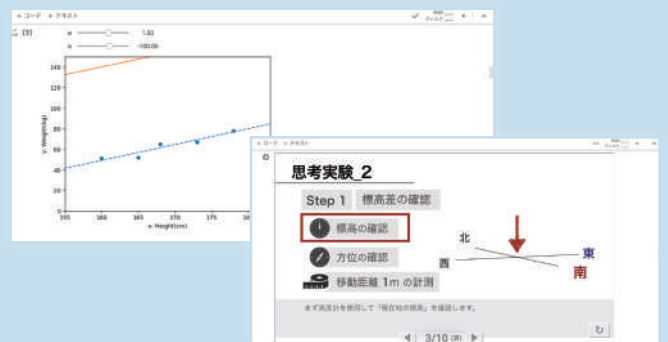 + コード + テキスト
[3]
1.00
-100.00
140
120
100
80
60
40
20
0
y: Weight(kg)
155
160
165
170
175
x: Height(cm)
+ コード + テキスト
思考実験_2
Step 1 標高差の確認
標高の確認
方位の確認
移動距離 1m の計測
北
西
東
南
まず高度計を使用して「現在地の標高」を確認します。
3/10